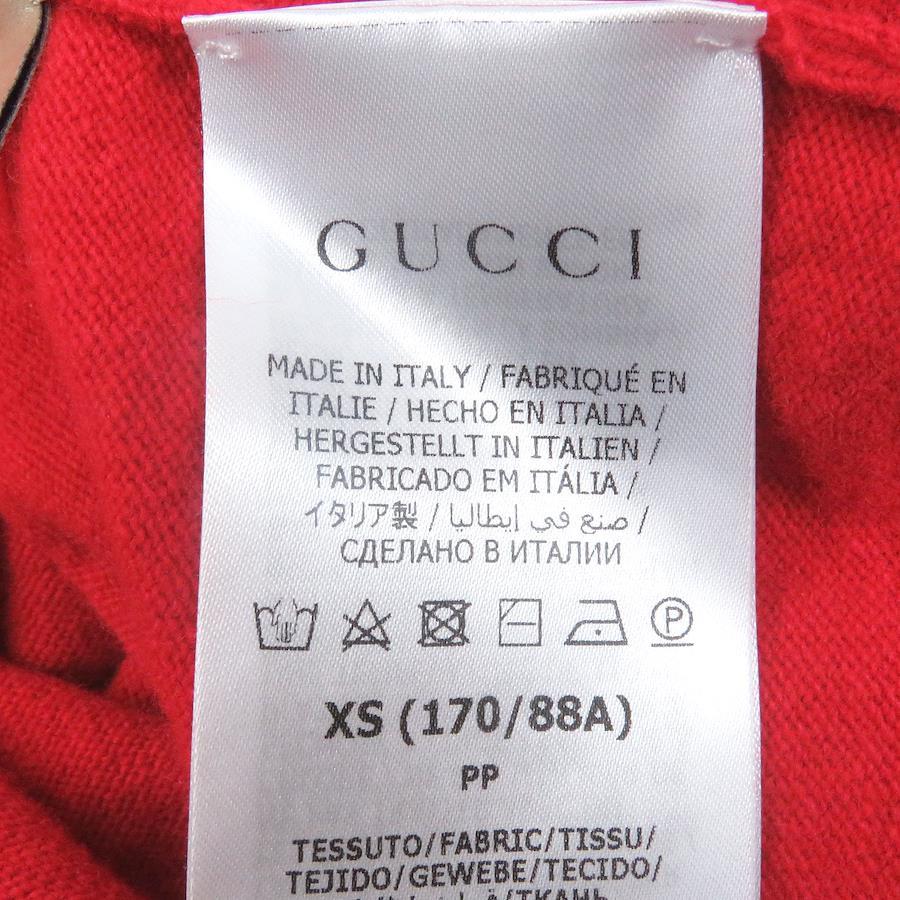 GUCCI
MADE IN ITALY / FABRIQUÉ EN
ITALIE / HECHO EN ITALIA /
HERGESTELLT IN ITALIEN /
FABRICADO EM ITÁLIA /
イタリア製 / صنع في إيطاليا /
СДЕЛАНО В ИТАЛИИ
P
XS (170/88A)
PP
TESSUTO/FABRIC/TISSU/
TEJIDO/GEWEBE/TECIDO/
/ТКАНЬ